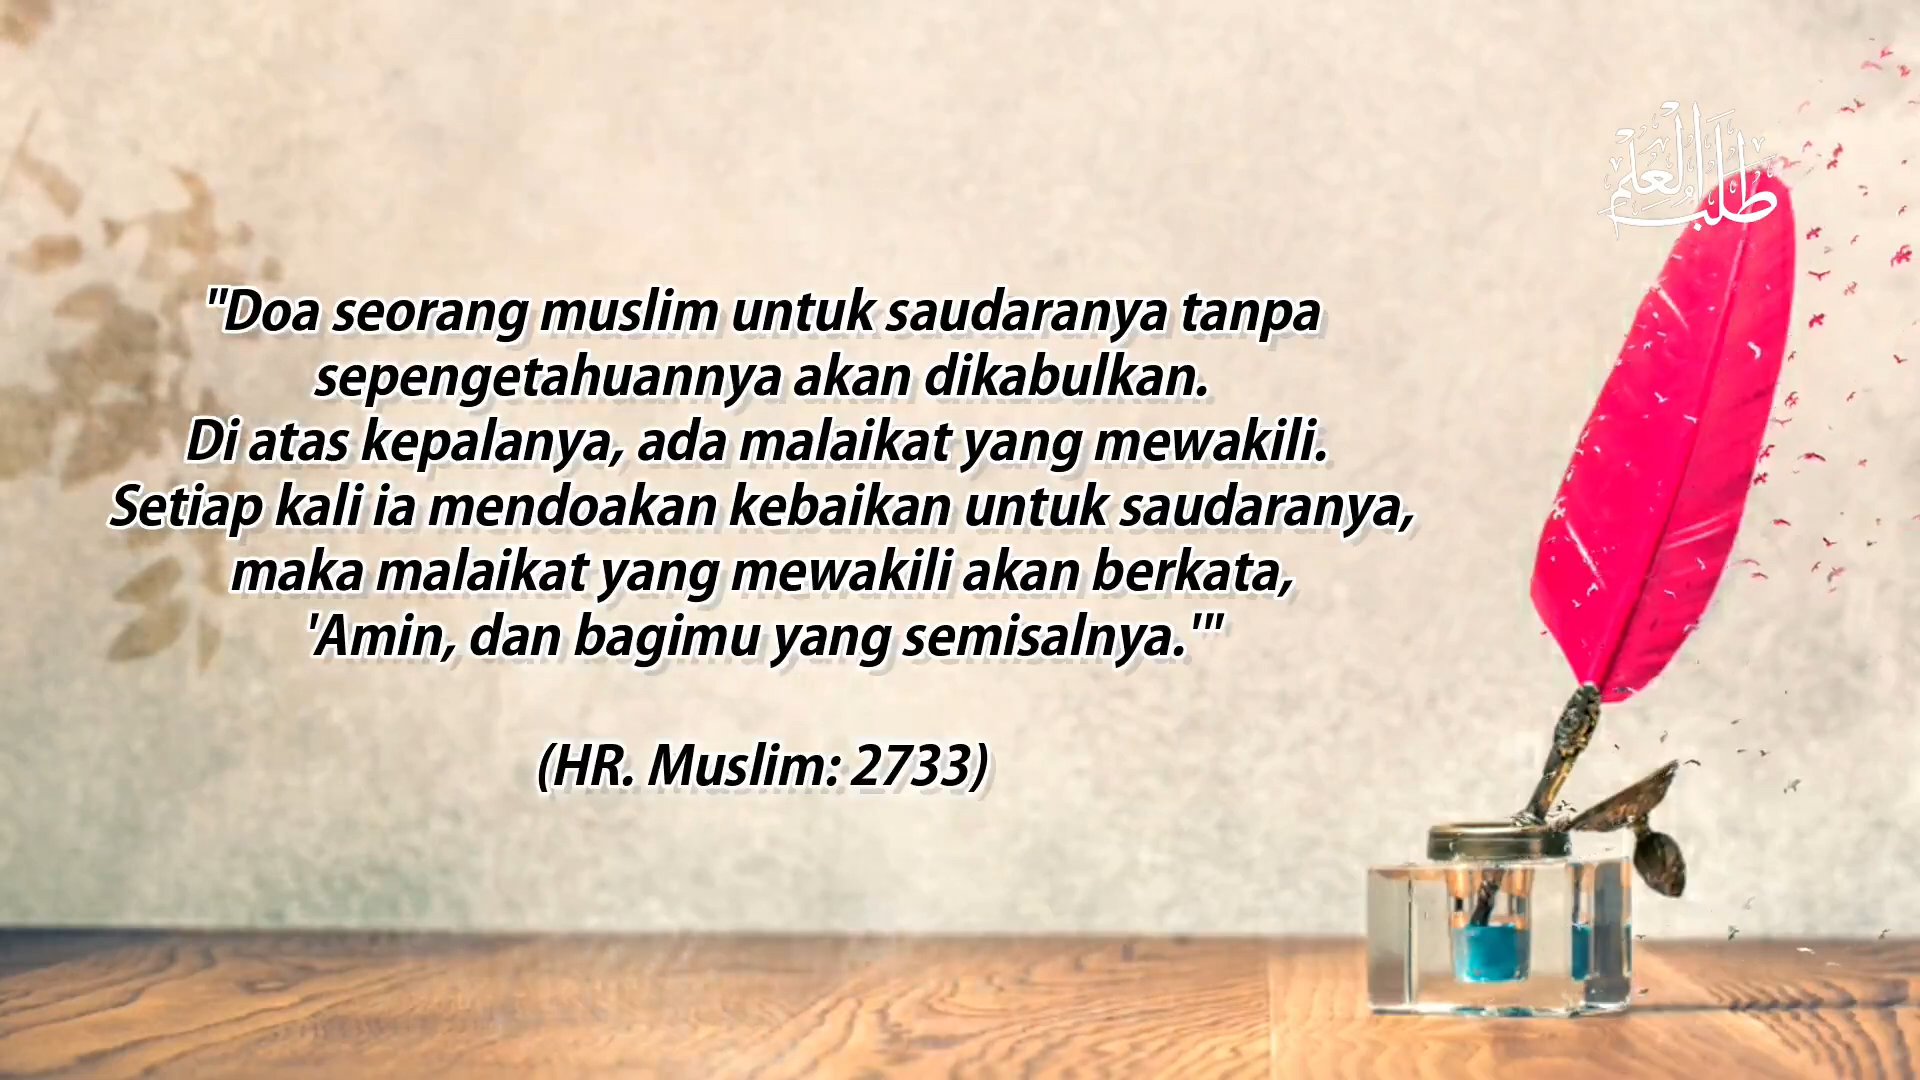 طلب العلم
"Doa seorang muslim untuk saudaranya tanpa
sepengetahuannya akan dikabulkan.
Di atas kepalanya, ada malaikat yang mewakili.
Setiap kali ia mendoakan kebaikan untuk saudaranya,
maka malaikat yang mewakili akan berkata,
'Amin, dan bagimu yang semisalnya.'"
(HR. Muslim: 2733)